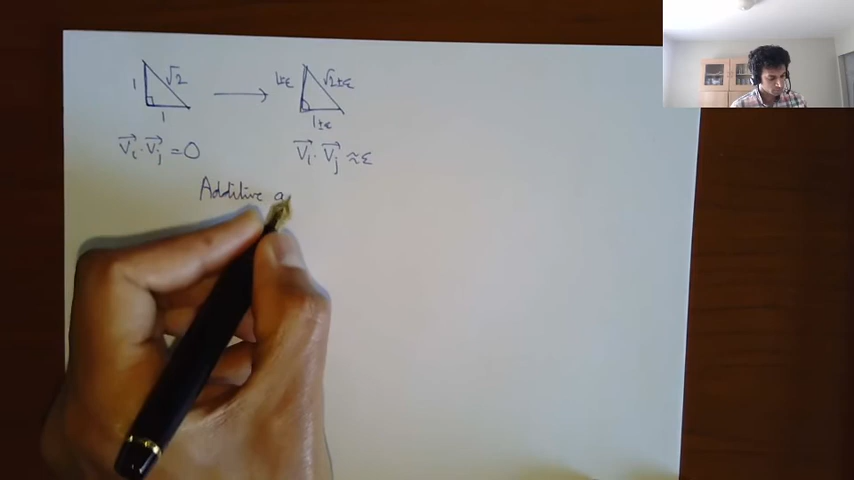 1 √2 1 → 1±ε √2±ε 1±ε
V⃗ᵢ · V⃗ⱼ = 0 V⃗ᵢ · V⃗ⱼ ≈ ε
Additive a